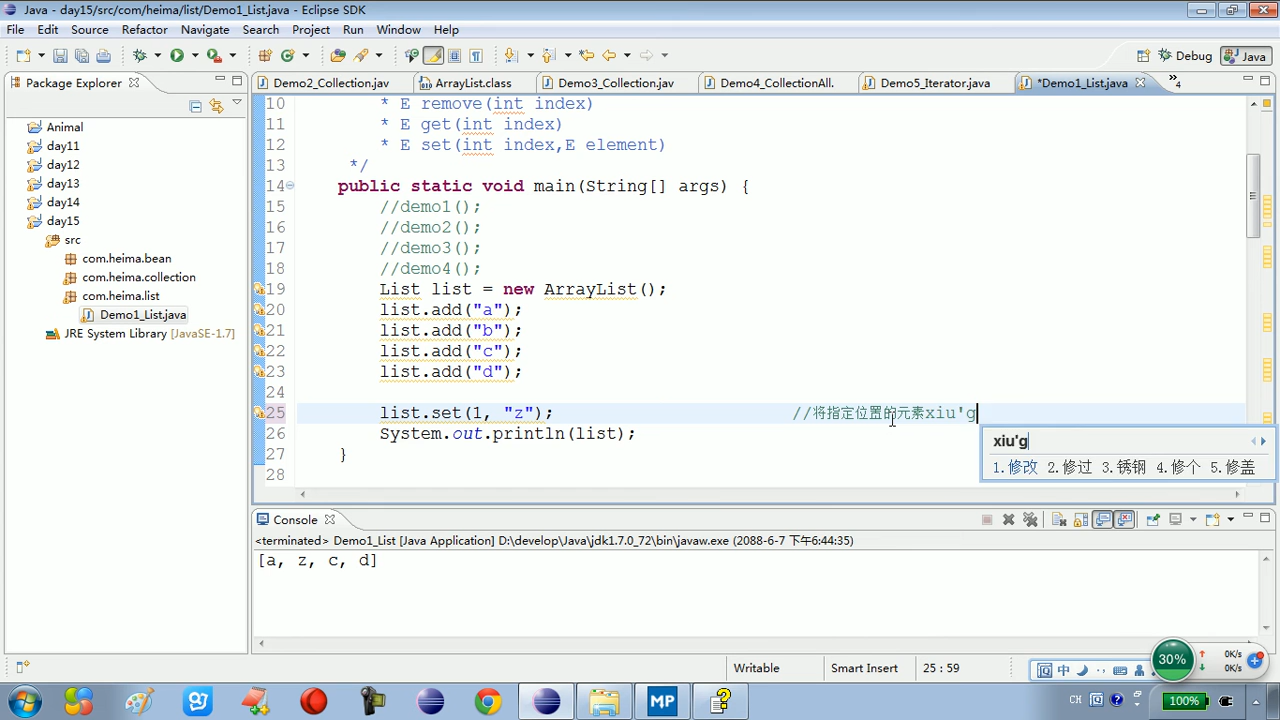 Java - day15/src/com/heima/list/Demo1_List.java - Eclipse SDK
File Edit Source Refactor Navigate Search Project Run Window Help
Debug Java
Package Explorer
Demo2_Collection.jav ArrayList.class Demo3_Collection.jav Demo4_CollectionAll. Demo5_Iterator.java *Demo1_List.java »4
Animal
day11
day12
day13
day14
day15
src
com.heima.bean
com.heima.collection
com.heima.list
Demo1_List.java
JRE System Library [JavaSE-1.7]
10 * E remove(int index)
11 * E get(int index)
12 * E set(int index,E element)
13 */
14 public static void main(String[] args) {
15 //demo1();
16 //demo2();
17 //demo3();
18 //demo4();
19 List list = new ArrayList();
20 list.add("a");
21 list.add("b");
22 list.add("c");
23 list.add("d");
24
25 list.set(1, "z"); //将指定位置的元素xiu'g
26 System.out.println(list);
27 }
28
xiu'g
1.修改 2.修过 3.锈钢 4.修个 5.修盖
Console
<terminated> Demo1_List [Java Application] D:\develop\Java\jdk1.7.0_72\bin\javaw.exe (2088-6-7 下午6:44:35)
[a, z, c, d]
Writable Smart Insert 25 : 59
中
30% 0K/s
0K/s
MP CH 100%